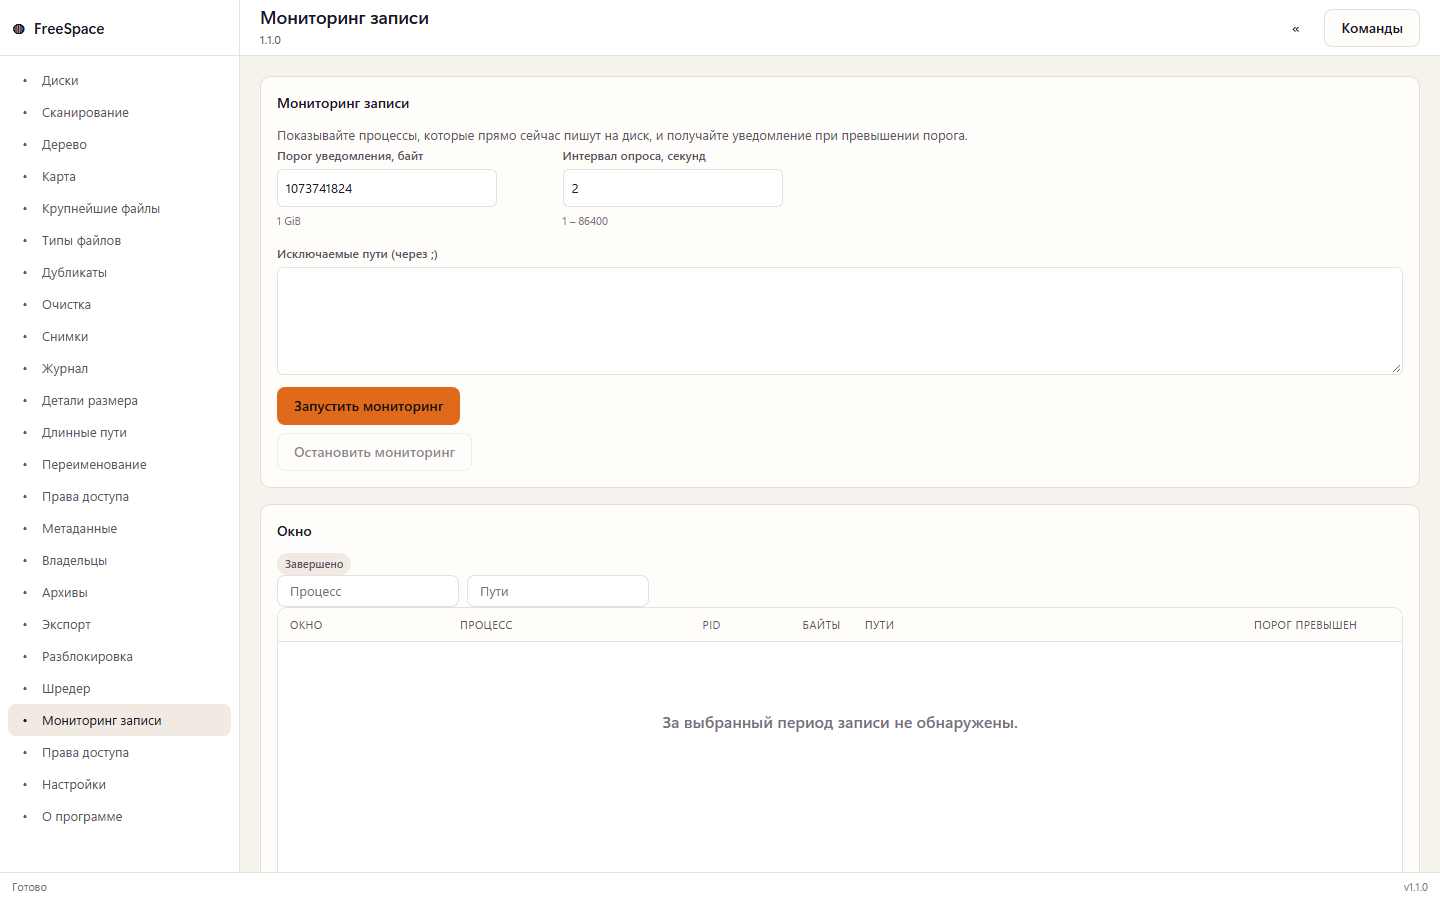 FreeSpace
Мониторинг записи
1.1.0
«
Команды
• Диски
• Сканирование
• Дерево
• Карта
• Крупнейшие файлы
• Типы файлов
• Дубликаты
• Очистка
• Снимки
• Журнал
• Детали размера
• Длинные пути
• Переименование
• Права доступа
• Метаданные
• Владельцы
• Архивы
• Экспорт
• Разблокировка
• Шредер
• Мониторинг записи
• Права доступа
• Настройки
• О программе
Мониторинг записи
Показывайте процессы, которые прямо сейчас пишут на диск, и получайте уведомление при превышении порога.
Порог уведомления, байт
Интервал опроса, секунд
1073741824
2
1 GiB
1 – 86400
Исключаемые пути (через ;)
Запустить мониторинг
Остановить мониторинг
Окно
Завершено
Процесс
Пути
ОКНО ПРОЦЕСС PID БАЙТЫ ПУТИ ПОРОГ ПРЕВЫШЕН
За выбранный период записи не обнаружены.
Готово
v1.1.0